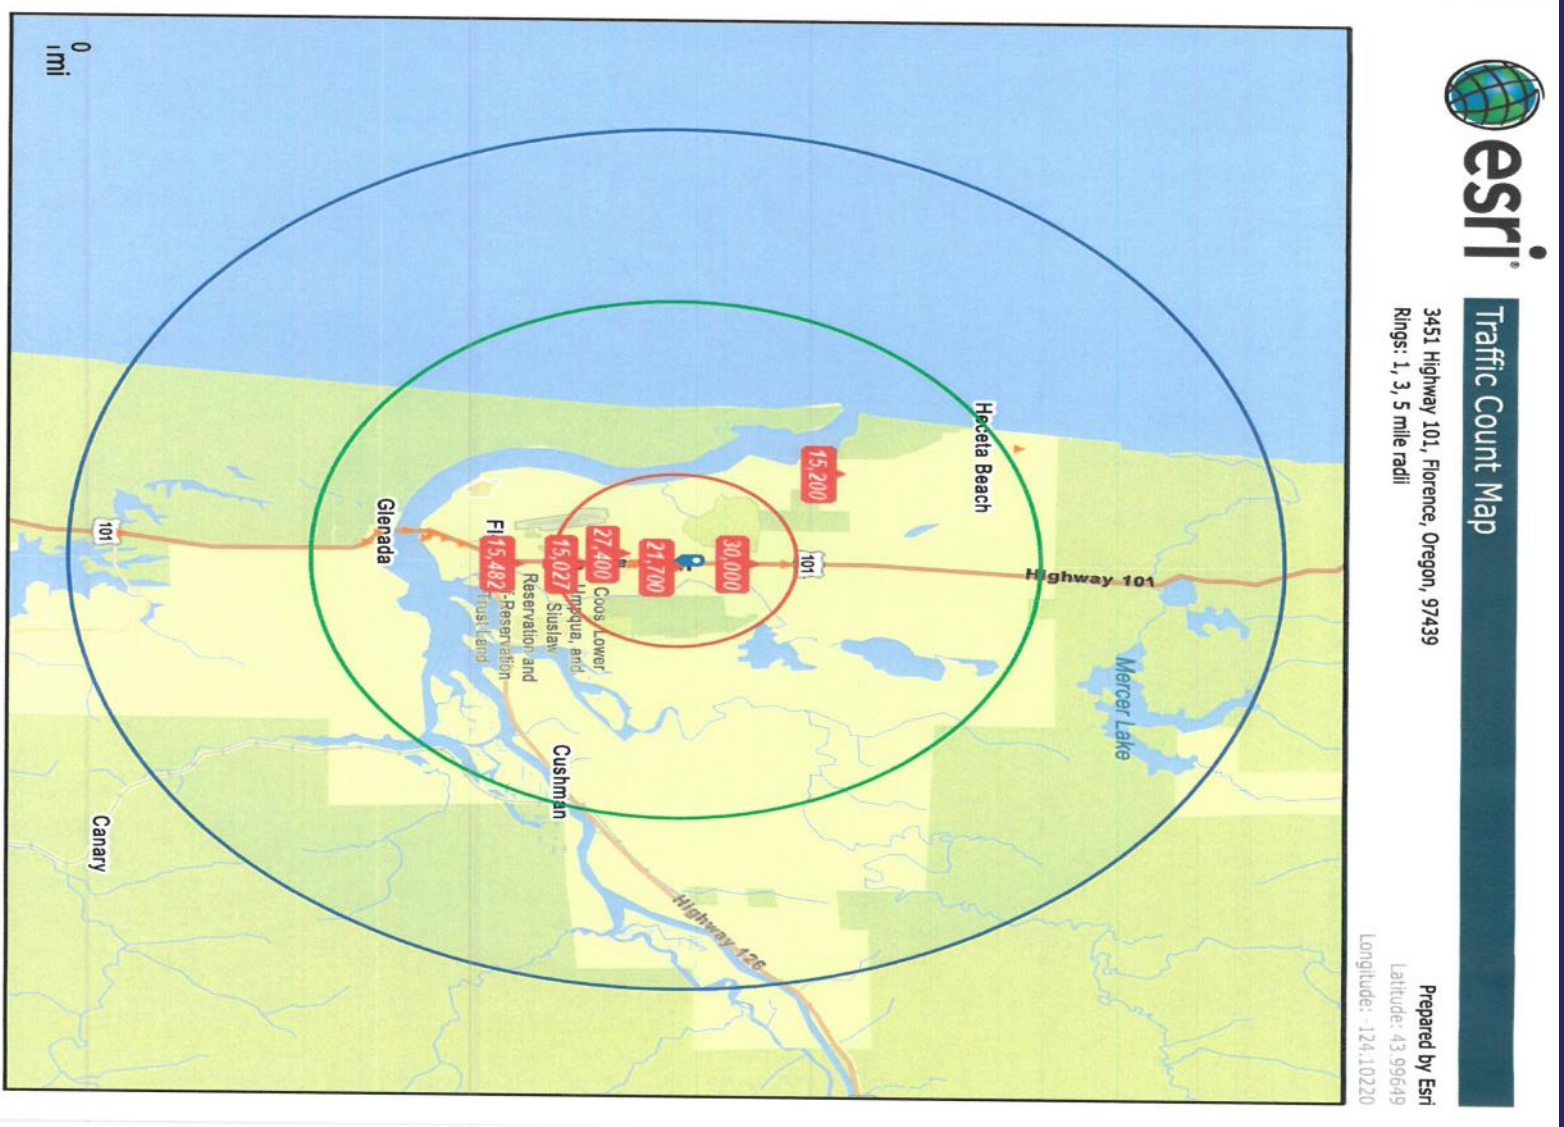 esri®
Traffic Count Map
3451 Highway 101, Florence, Oregon, 97439
Rings: 1, 3, 5 mile radii
Prepared by Esri
Latitude: 43.99649
Longitude: -124.10220
Highway 101
Mercer Lake
Heceta Beach
15,200
101
30,000
21,700
27,400
15,027
15,482
Coos, Lower
Umpqua, and
Siuslaw
Reservation and
-Reservation
Trust Land
Fl
Glenada
Cushman
Highway 126
101
Canary
0
mi